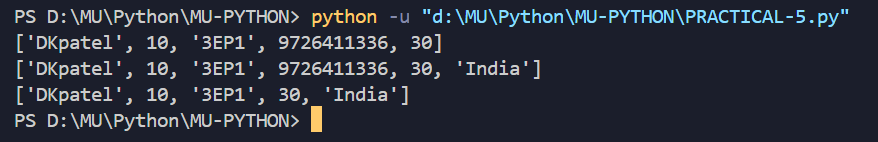 PS D:\MU\Python\MU-PYTHON> python -u "d:\MU\Python\MU-PYTHON\PRACTICAL-5.py"
['DKpatel', 10, '3EP1', 9726411336, 30]
['DKpatel', 10, '3EP1', 9726411336, 30, 'India']
['DKpatel', 10, '3EP1', 30, 'India']
PS D:\MU\Python\MU-PYTHON>